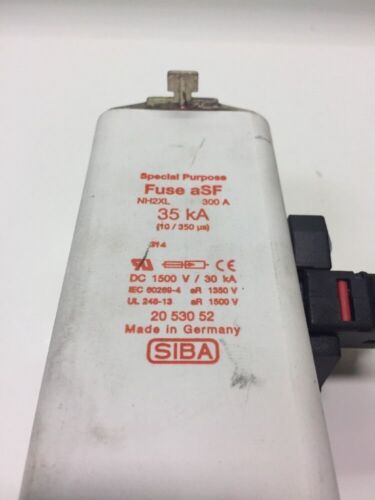 Special Purpose
Fuse aSF
NH2XL 300 A
35 kA
(10 / 350 µs)
314
DC 1500 V / 30 kA
IEC 60269-4 aR 1350 V
UL 248-13 aR 1500 V
20 530 52
Made in Germany
SIBA